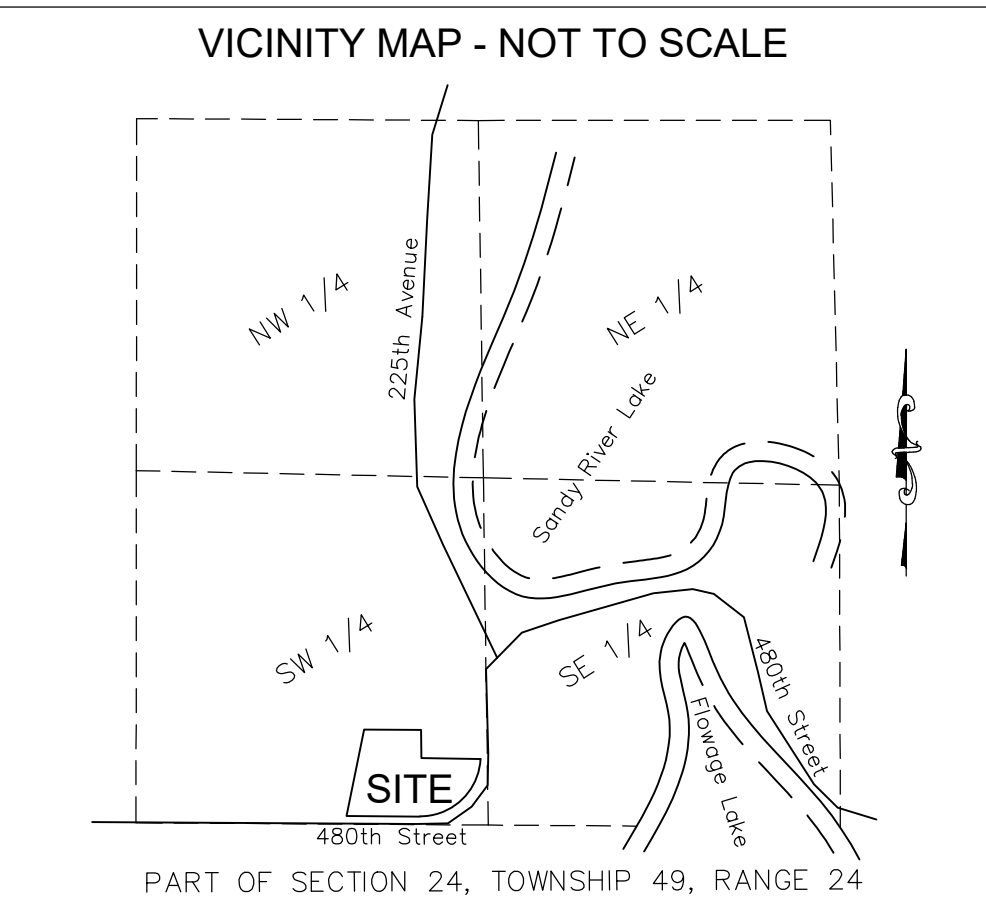 VICINITY MAP - NOT TO SCALE
NW 1/4
225th Avenue
NE 1/4
Sandy River Lake
SW 1/4
SE 1/4
480th Street
Flowage Lake
SITE
480th Street
PART OF SECTION 24, TOWNSHIP 49, RANGE 24